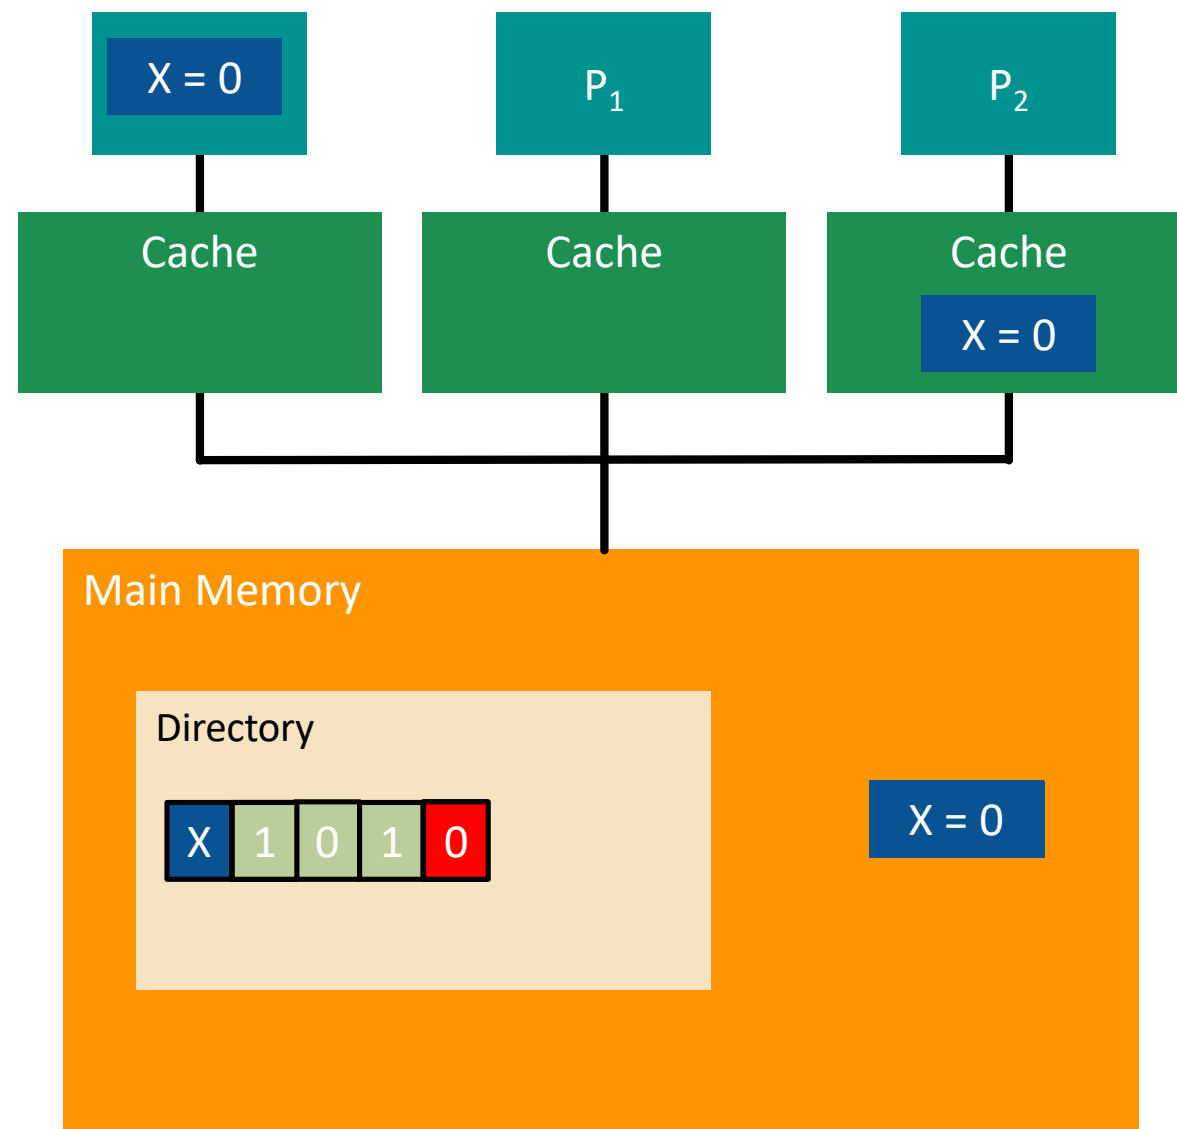 X = 0
P₁
P₂
Cache
Cache
Cache
X = 0
Main Memory
Directory
X 1 0 1 0
X = 0